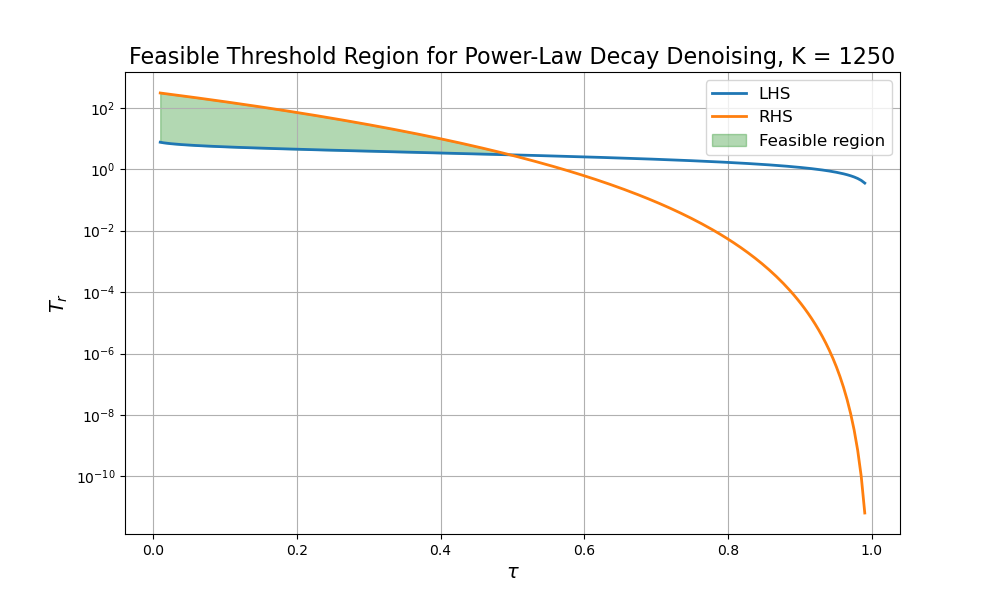 Feasible Threshold Region for Power-Law Decay Denoising, K = 1250
LHS
RHS
Feasible region
T_r
10^2
10^0
10^−2
10^−4
10^−6
10^−8
10^−10
0.0 0.2 0.4 0.6 0.8 1.0
τ